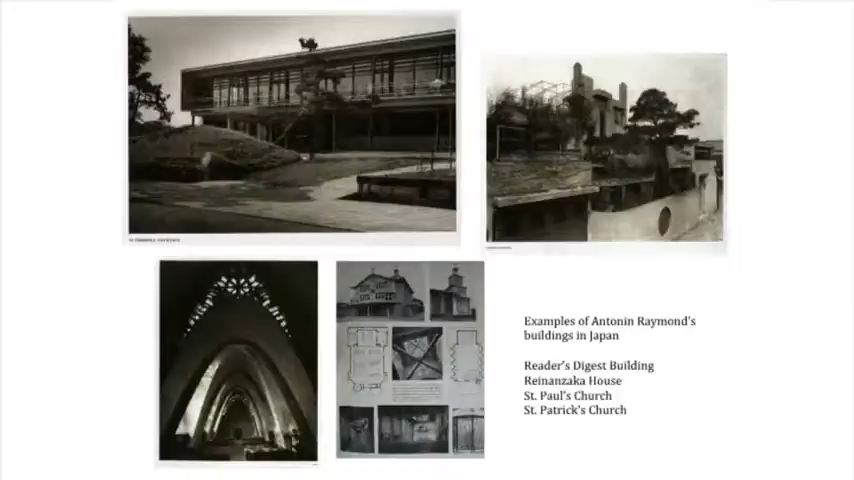 Examples of Antonin Raymond's
buildings in Japan
Reader's Digest Building
Reinanzaka House
St. Paul's Church
St. Patrick's Church